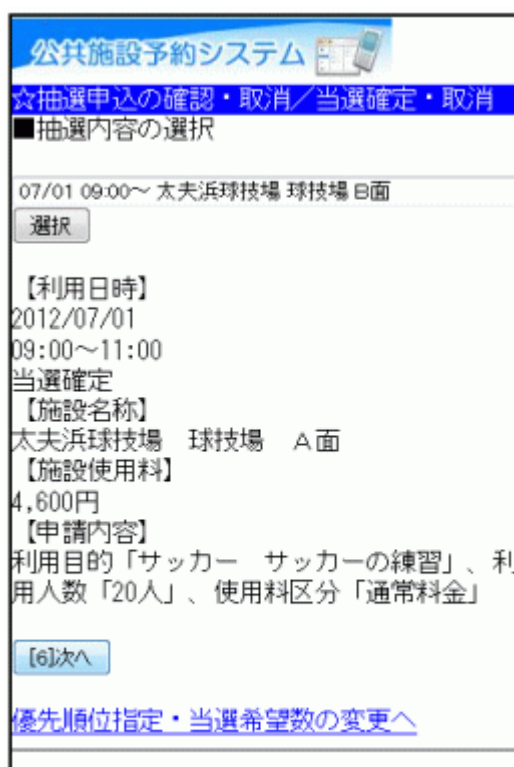 公共施設予約システム
☆抽選申込の確認・取消／当選確定・取消
■抽選内容の選択
07/01 09:00～ 太夫浜球技場 球技場 B面
選択
【利用日時】
2012/07/01
09:00～11:00
当選確定
【施設名称】
太夫浜球技場　球技場　Ａ面
【施設使用料】
4,600円
【申請内容】
利用目的「サッカー　サッカーの練習」、利
用人数「20人」、使用料区分「通常料金」
[6]次へ
優先順位指定・当選希望数の変更へ